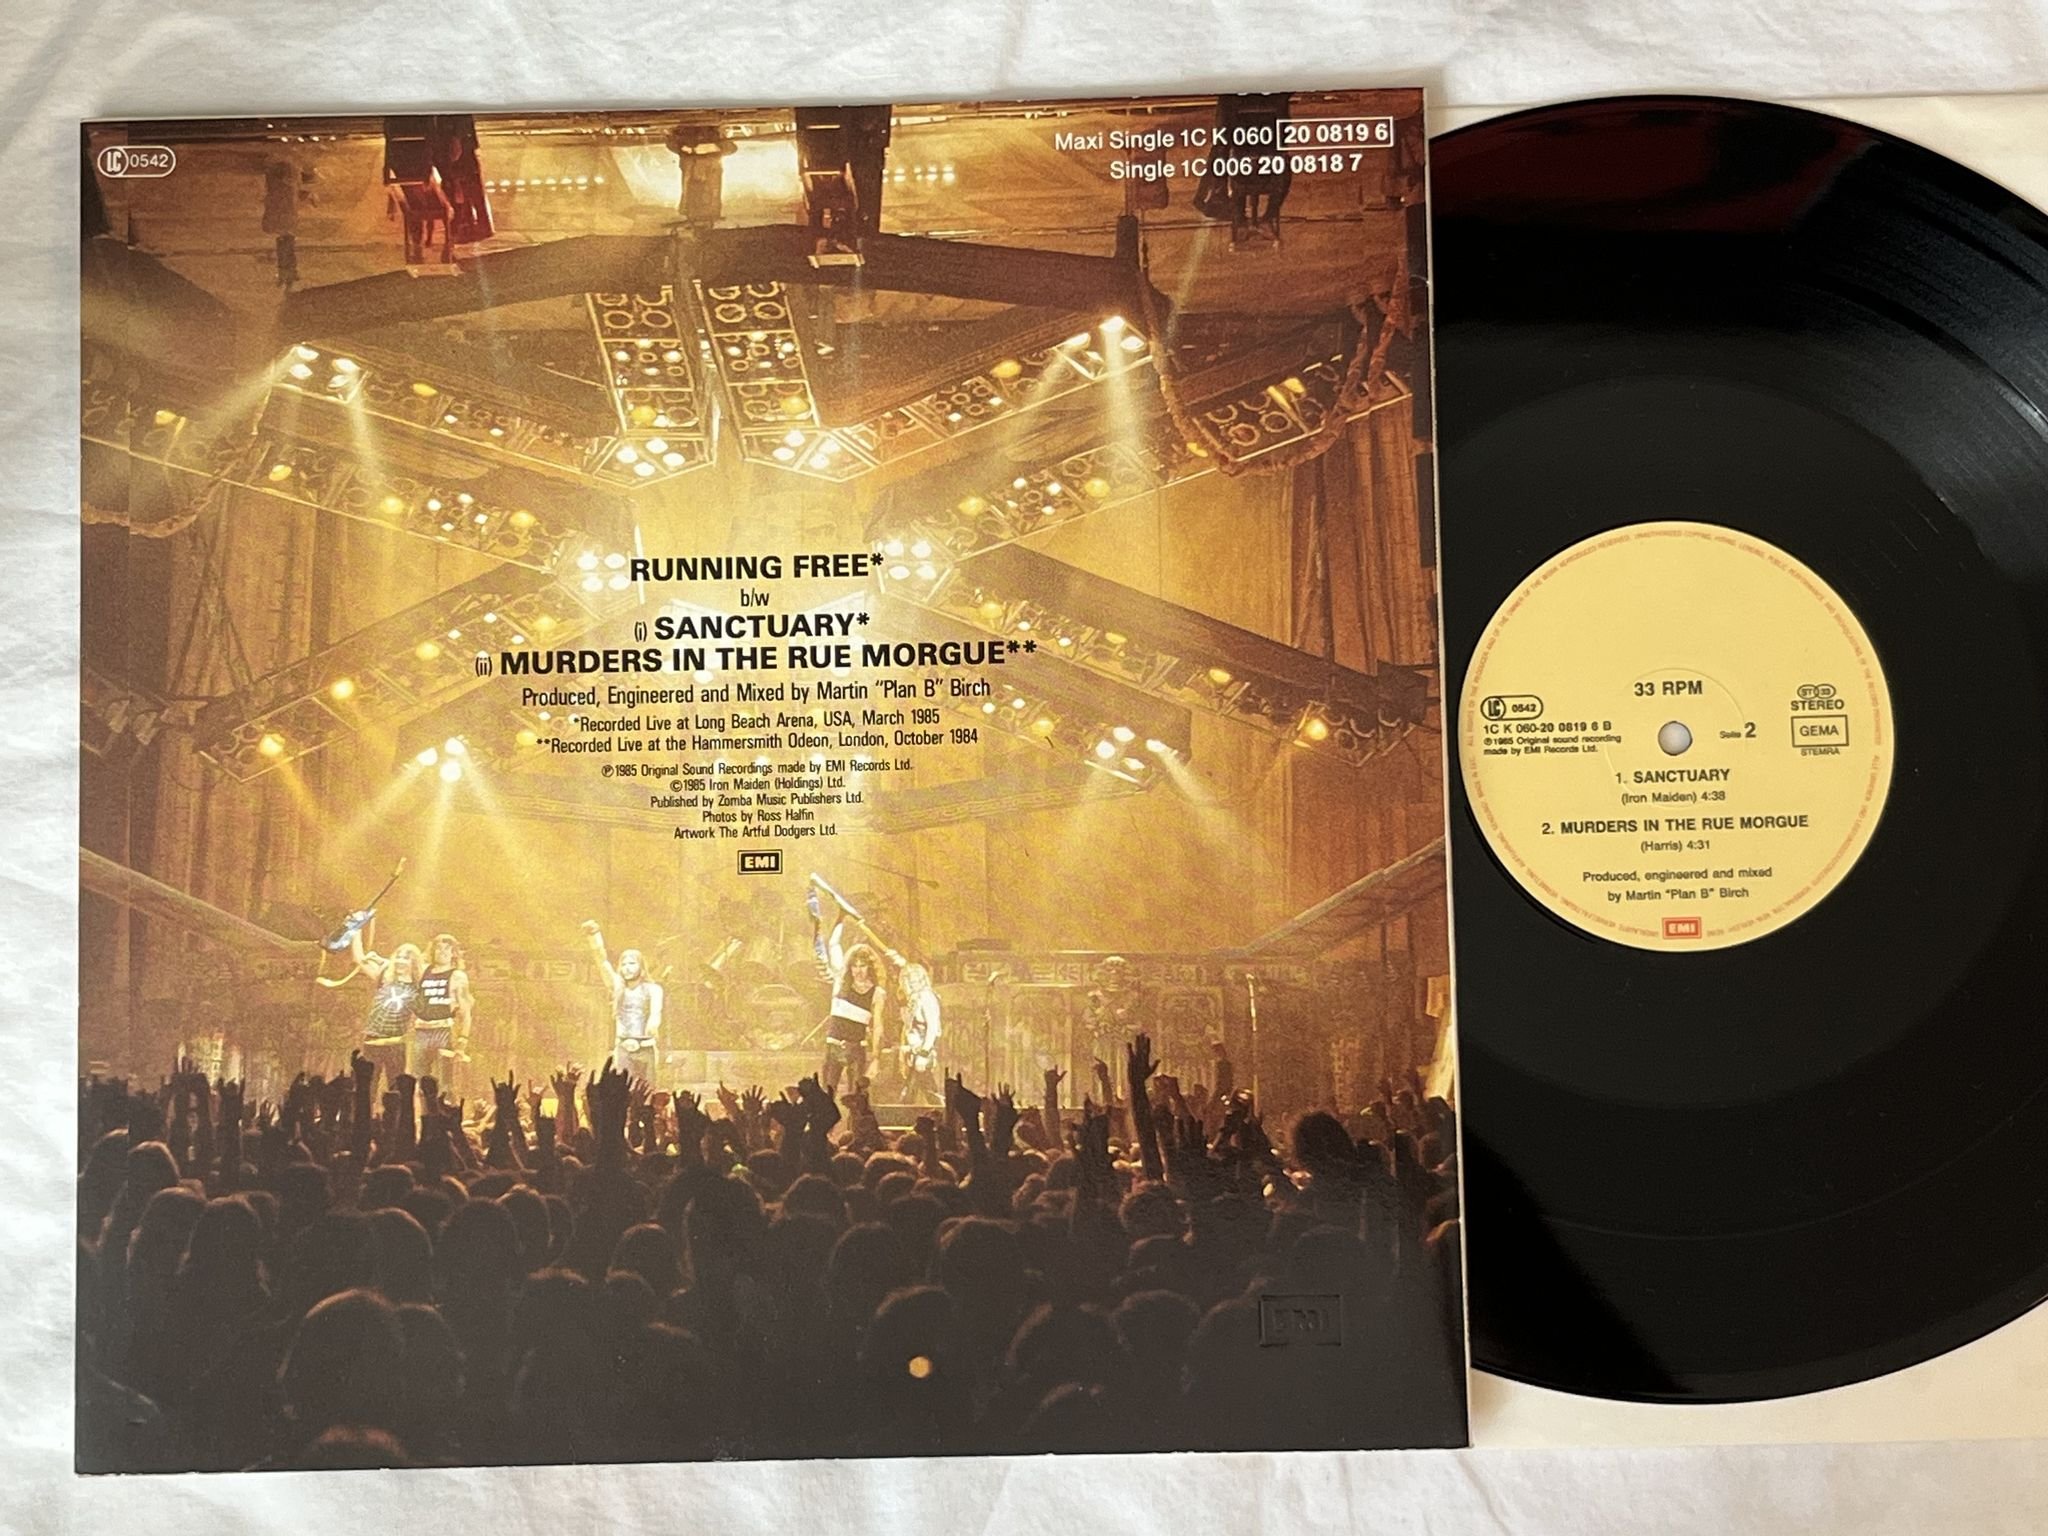 LC 0542
Maxi Single 1C K 060 20 0819 6
Single 1C 006 20 0818 7
RUNNING FREE*
b/w
(i) SANCTUARY*
(ii) MURDERS IN THE RUE MORGUE**
Produced, Engineered and Mixed by Martin "Plan B" Birch
*Recorded Live at Long Beach Arena, USA, March 1985
**Recorded Live at the Hammersmith Odeon, London, October 1984
℗1985 Original Sound Recordings made by EMI Records Ltd.
©1985 Iron Maiden (Holdings) Ltd.
Published by Zomba Music Publishers Ltd.
Photos by Ross Halfin
Artwork The Artful Dodgers Ltd.
EMI
EMI
33 RPM
LC 0542
1C K 060-20 0819 6 B
℗1985 Original sound recording
made by EMI Records Ltd.
Seite 2
ST 33
STEREO
GEMA
STEMRA
1. SANCTUARY
(Iron Maiden) 4:38
2. MURDERS IN THE RUE MORGUE
(Harris) 4:31
Produced, engineered and mixed
by Martin "Plan B" Birch
EMI